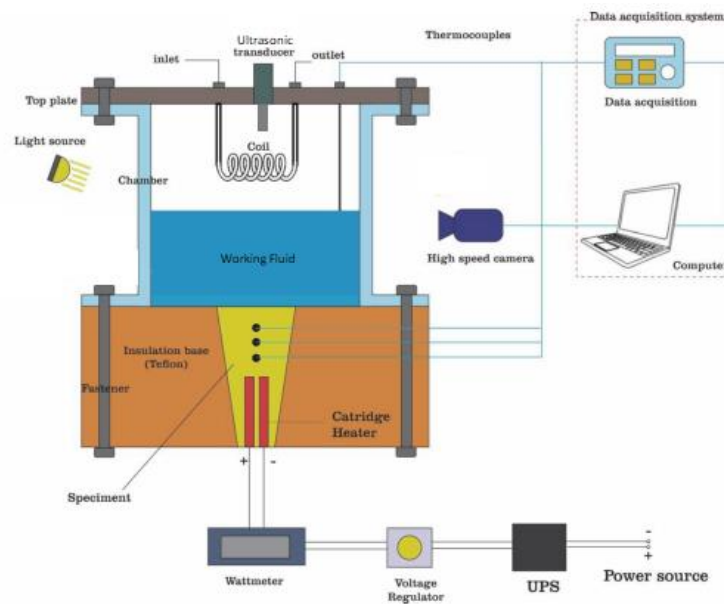 Ultrasonic
transducer
inlet
outlet
Thermocouples
Data acquisition system
Top plate
Data acquisition
Light source
Coil
Chamber
Working Fluid
High speed camera
Computer
Insulation base
(Teflon)
Fastener
Catridge
Heater
+
-
Speciment
Wattmeter
Voltage
Regulator
UPS
-
+
Power source